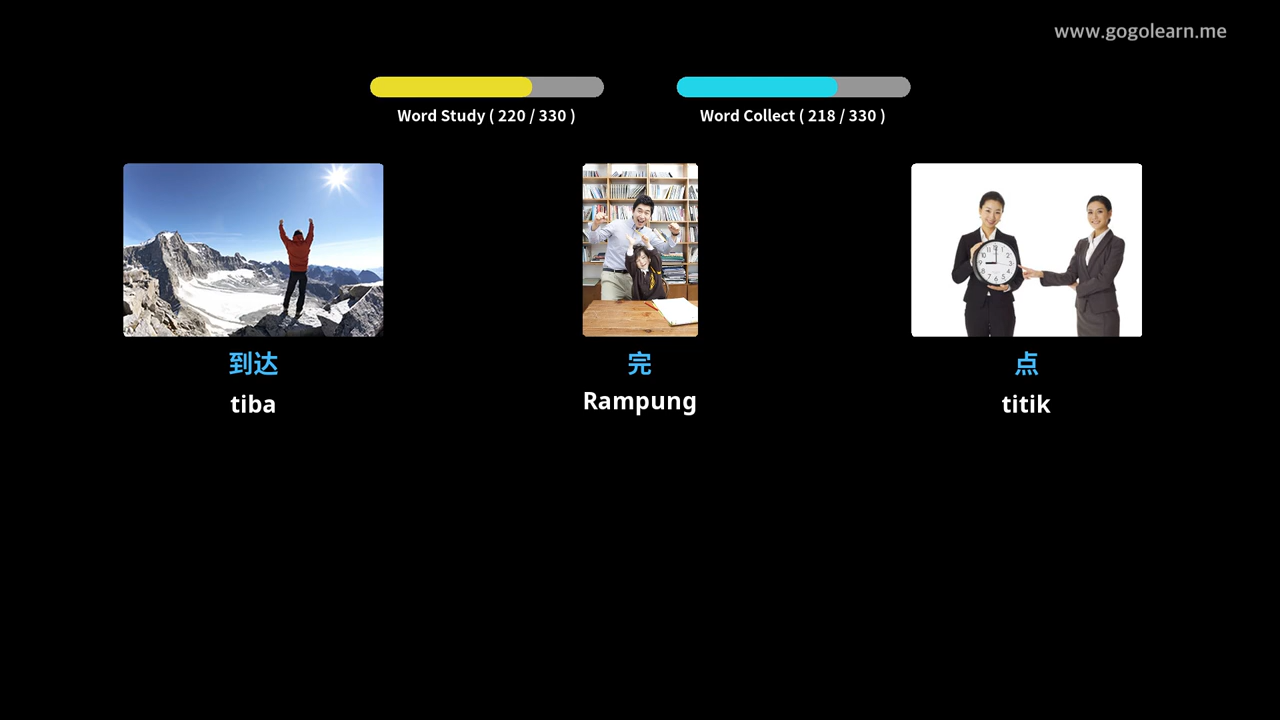 www.gogolearn.me
Word Study ( 220 / 330 )
Word Collect ( 218 / 330 )
到达
完
点
tiba
Rampung
titik